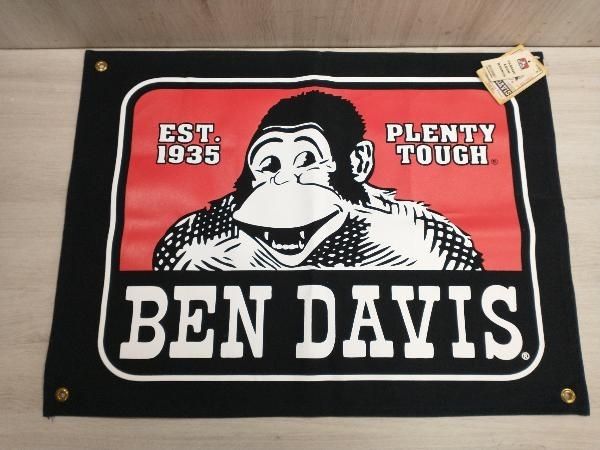 EST.
1935
PLENTY
TOUGH®
BEN DAVIS®